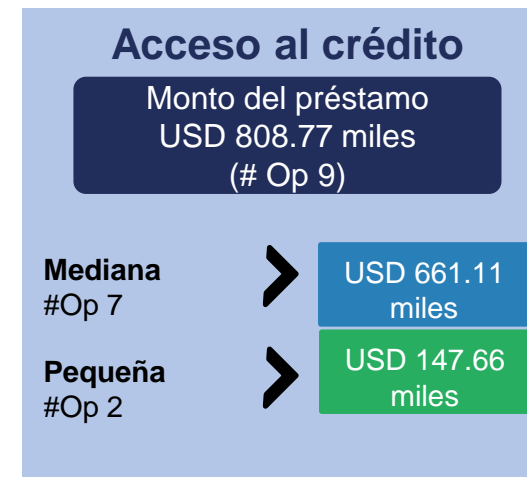 Acceso al crédito
Monto del préstamo
USD 808.77 miles
(# Op 9)
Mediana
#Op 7
USD 661.11
miles
Pequeña
#Op 2
USD 147.66
miles